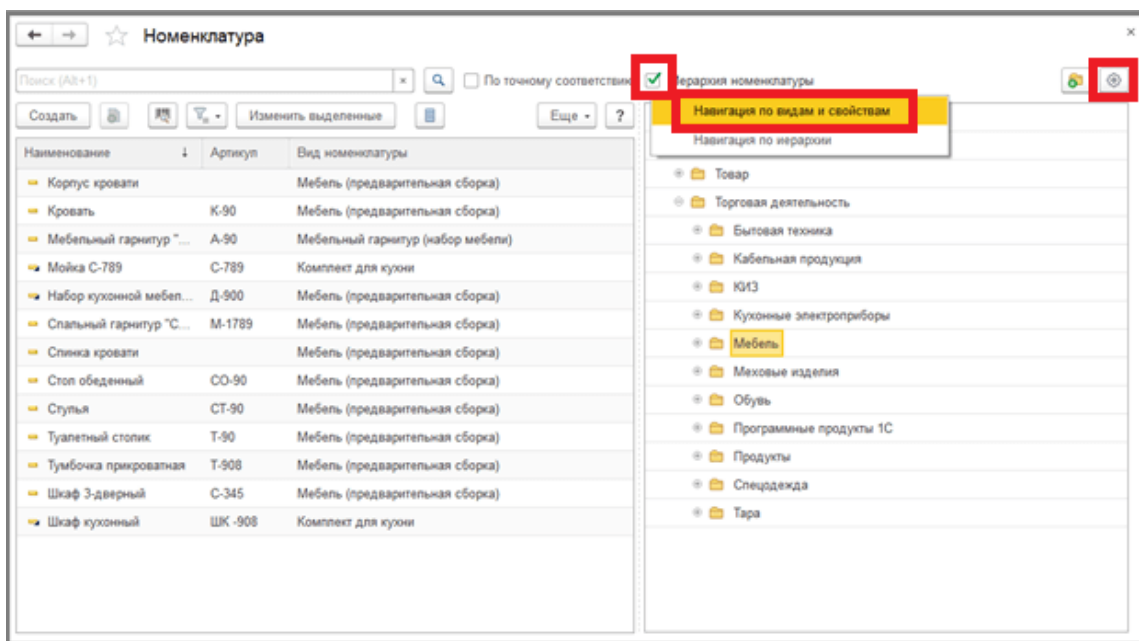 Номенклатура
Поиск (Alt+1) × По точному соответствию Иерархия номенклатуры
Создать Изменить выделенные Еще ?
Навигация по видам и свойствам
Навигация по иерархии
Наименование ↓ Артикул Вид номенклатуры
Корпус кровати Мебель (предварительная сборка)
Кровать К-90 Мебель (предварительная сборка)
Мебельный гарнитур "... А-90 Мебельный гарнитур (набор мебели)
Мойка С-789 С-789 Комплект для кухни
Набор кухонной мебел... Д-900 Мебель (предварительная сборка)
Спальный гарнитур "С... М-1789 Мебель (предварительная сборка)
Спинка кровати Мебель (предварительная сборка)
Стол обеденный СО-90 Мебель (предварительная сборка)
Стулья СТ-90 Мебель (предварительная сборка)
Туалетный столик Т-90 Мебель (предварительная сборка)
Тумбочка прикроватная Т-908 Мебель (предварительная сборка)
Шкаф 3-дверный С-345 Мебель (предварительная сборка)
Шкаф кухонный ШК -908 Комплект для кухни
Товар
Торговая деятельность
Бытовая техника
Кабельная продукция
КИЗ
Кухонные электроприборы
Мебель
Меховые изделия
Обувь
Программные продукты 1С
Продукты
Спецодежда
Тара